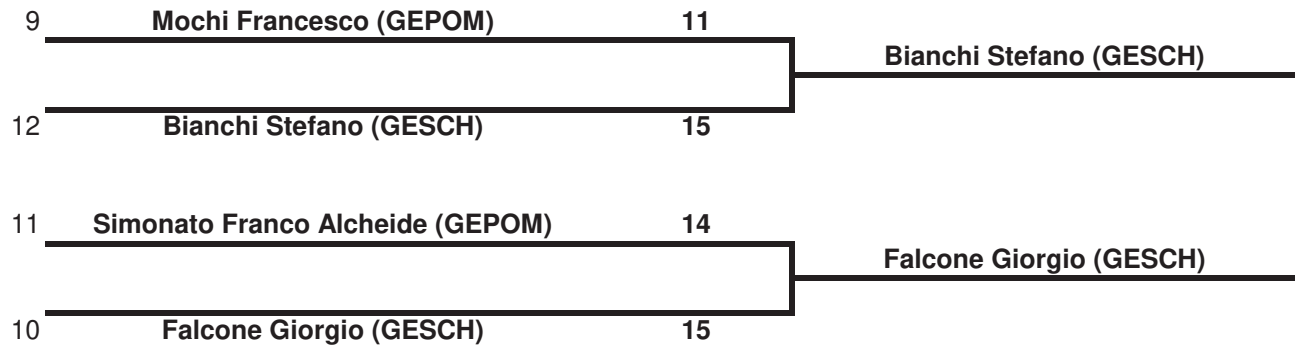 9 Mochi Francesco (GEPOM) 11
Bianchi Stefano (GESCH)
12 Bianchi Stefano (GESCH) 15
11 Simonato Franco Alcheide (GEPOM) 14
Falcone Giorgio (GESCH)
10 Falcone Giorgio (GESCH) 15